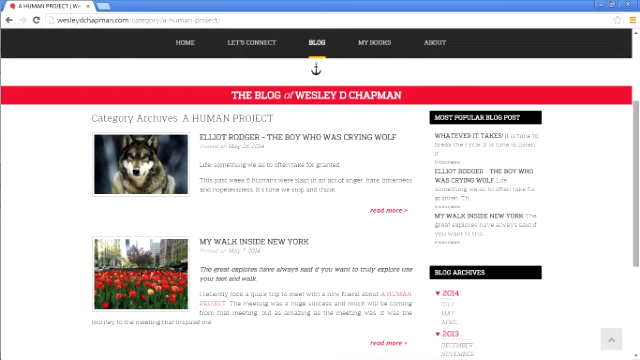 A HUMAN PROJECT | W
wesleydchapman.com/category/a-human-project/
HOME LET'S CONNECT BLOG MY BOOKS ABOUT
THE BLOG of WESLEY D CHAPMAN
Category Archives: A HUMAN PROJECT
ELLIOT RODGER – THE BOY WHO WAS CRYING WOLF
Posted on May 28, 2014
Life, something we all to often take for granted.
This past week 6 humans were slain in an act of anger, hate, bitterness
and hopelessness. It's time we stop and think
read more >
MY WALK INSIDE NEW YORK
Posted on May 7, 2014
The great explores have always said if you want to truly explore use
your feet and walk.
I recently took a quick trip to meet with a new friend about A HUMAN
PROJECT. The meeting was a huge success and much will be coming
from that meeting, but as amazing as the meeting was it was the
journey to the meeting that inspired me.
read more >
MOST POPULAR BLOG POST
WHATEVER IT TAKES! It is time to
break the cycle. It is time to listen.
ELLIOT RODGER - THE BOY WHO
WAS CRYING WOLF Life,
something we all to often take for
granted. Th
MY WALK INSIDE NEW YORK The
great explores have always said if
you want to tru
BLOG ARCHIVES
2014
JULY
MAY
APRIL
2013
DECEMBER
NOVEMBER